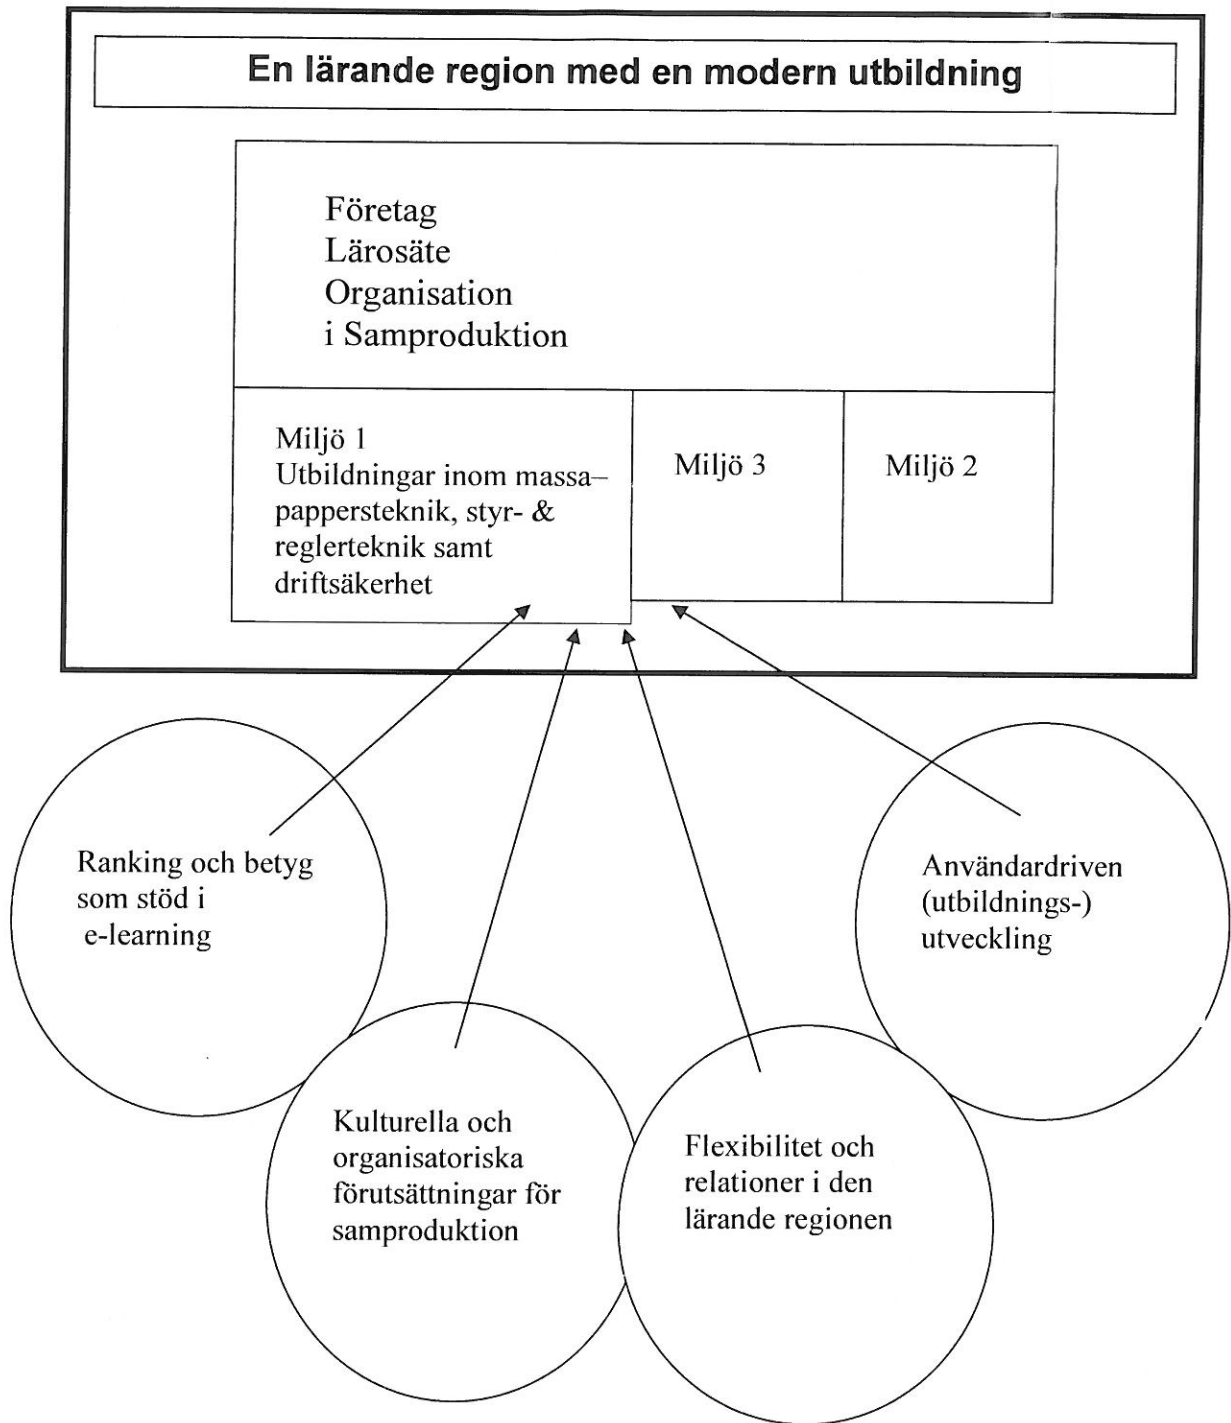 En lärande region med en modern utbildning
Företag
Lärosäte
Organisation
i Samproduktion
Miljö 1
Utbildningar inom massa–
pappersteknik, styr- &
reglerteknik samt
driftsäkerhet
Miljö 3
Miljö 2
Ranking och betyg
som stöd i
e-learning
Kulturella och
organisatoriska
förutsättningar för
samproduktion
Flexibilitet och
relationer i den
lärande regionen
Användardriven
(utbildnings-)
utveckling